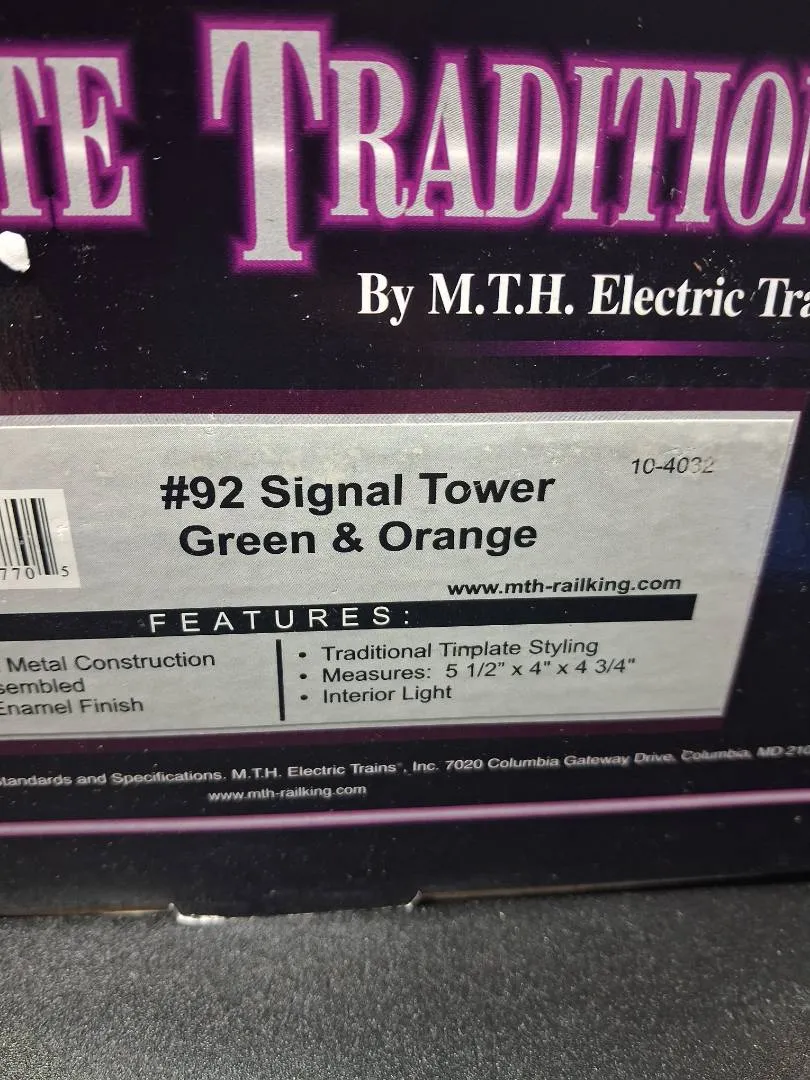 TE TRADITIO
By M.T.H. Electric Tra
10-4032
#92 Signal Tower
Green & Orange
770 5
www.mth-railking.com
FEATURES:
Metal Construction
sembled
Enamel Finish
• Traditional Tinplate Styling
• Measures: 5 1/2" x 4" x 4 3/4"
• Interior Light
tandards and Specifications. M.T.H. Electric Trains, Inc. 7020 Columbia Gateway Drive, Columbia, MD 210
www.mth-railking.com